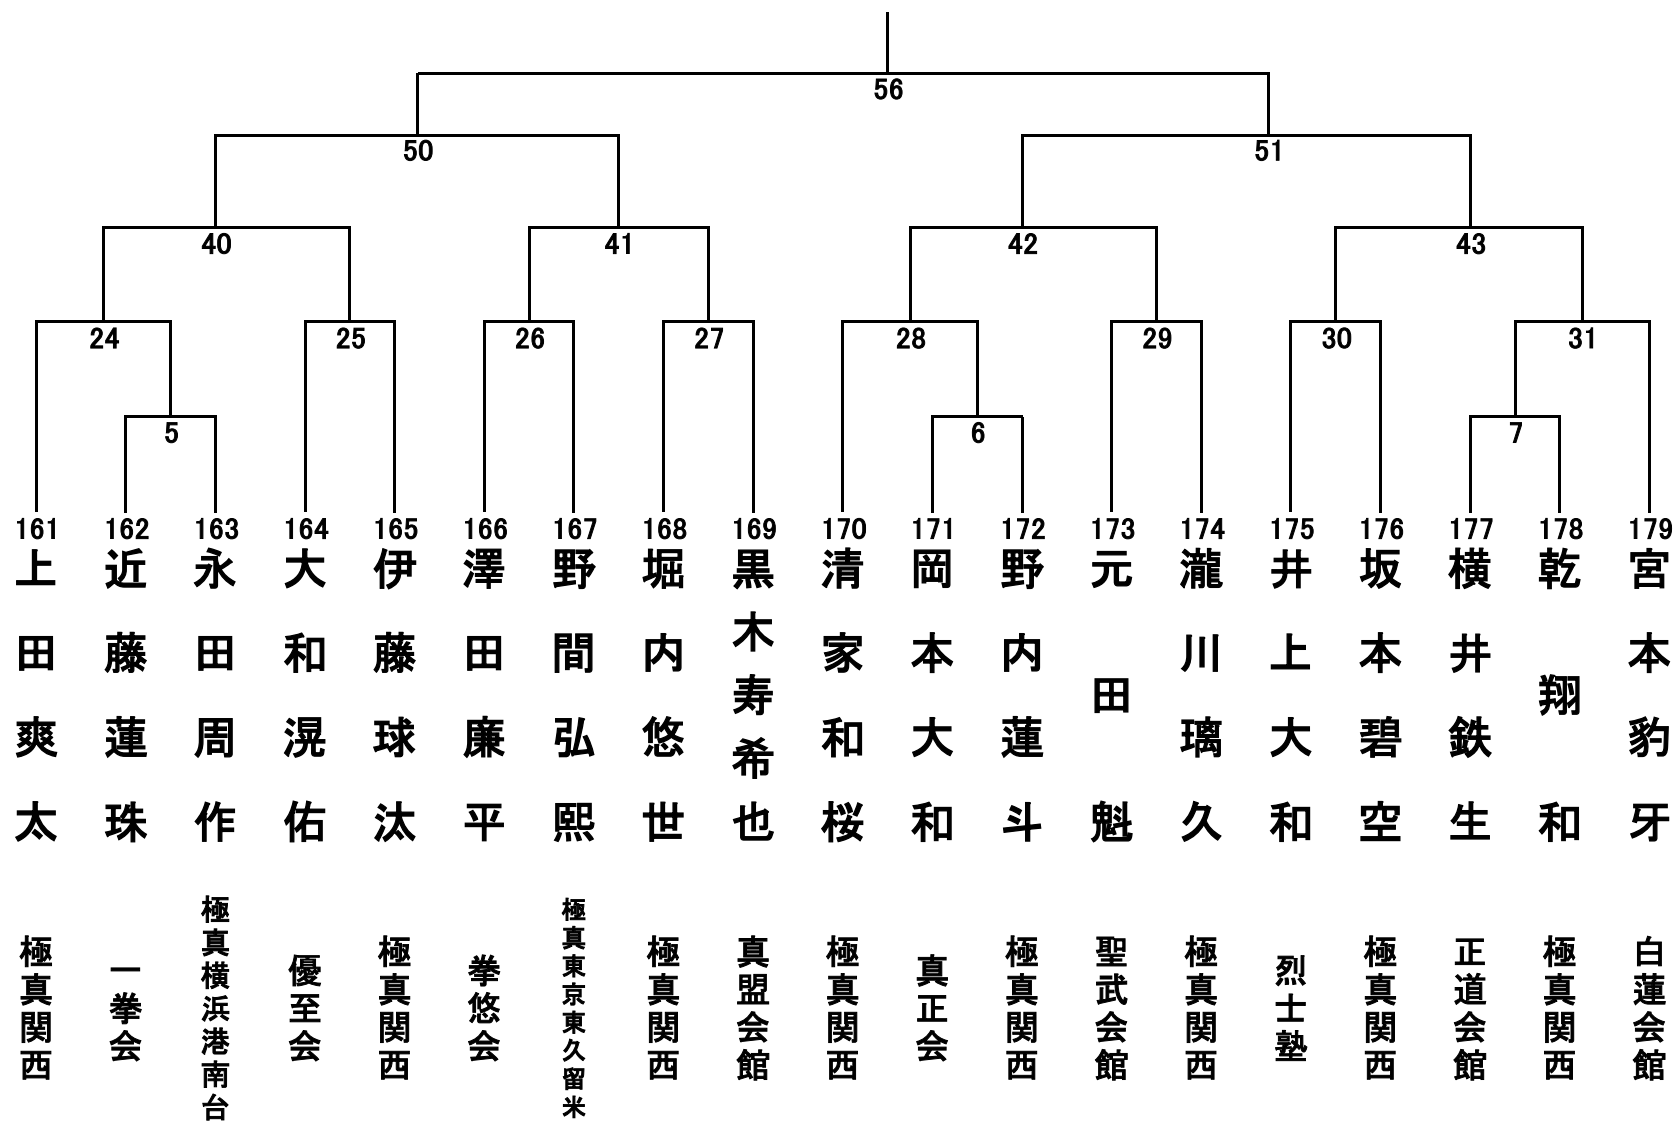 56
50
51
40
41
42
43
24
25
26
27
28
29
30
31
5
6
7
161
上田爽太
極真関西
162
近藤蓮珠
一拳会
163
永田周作
極真横浜港南台
164
大和滉佑
優至会
165
伊藤球汰
極真関西
166
澤田廉平
拳悠会
167
野間弘熙
極真東京東久留米
168
堀内悠世
極真関西
169
黒木寿希也
真盟会館
170
清家和桜
極真関西
171
岡本大和
真正会
172
野内蓮斗
極真関西
173
元田魁
聖武会館
174
瀧川璃久
極真関西
175
井上大和
烈士塾
176
坂本碧空
極真関西
177
横井鉄生
正道会館
178
乾翔和
極真関西
179
宮本豹牙
白蓮会館